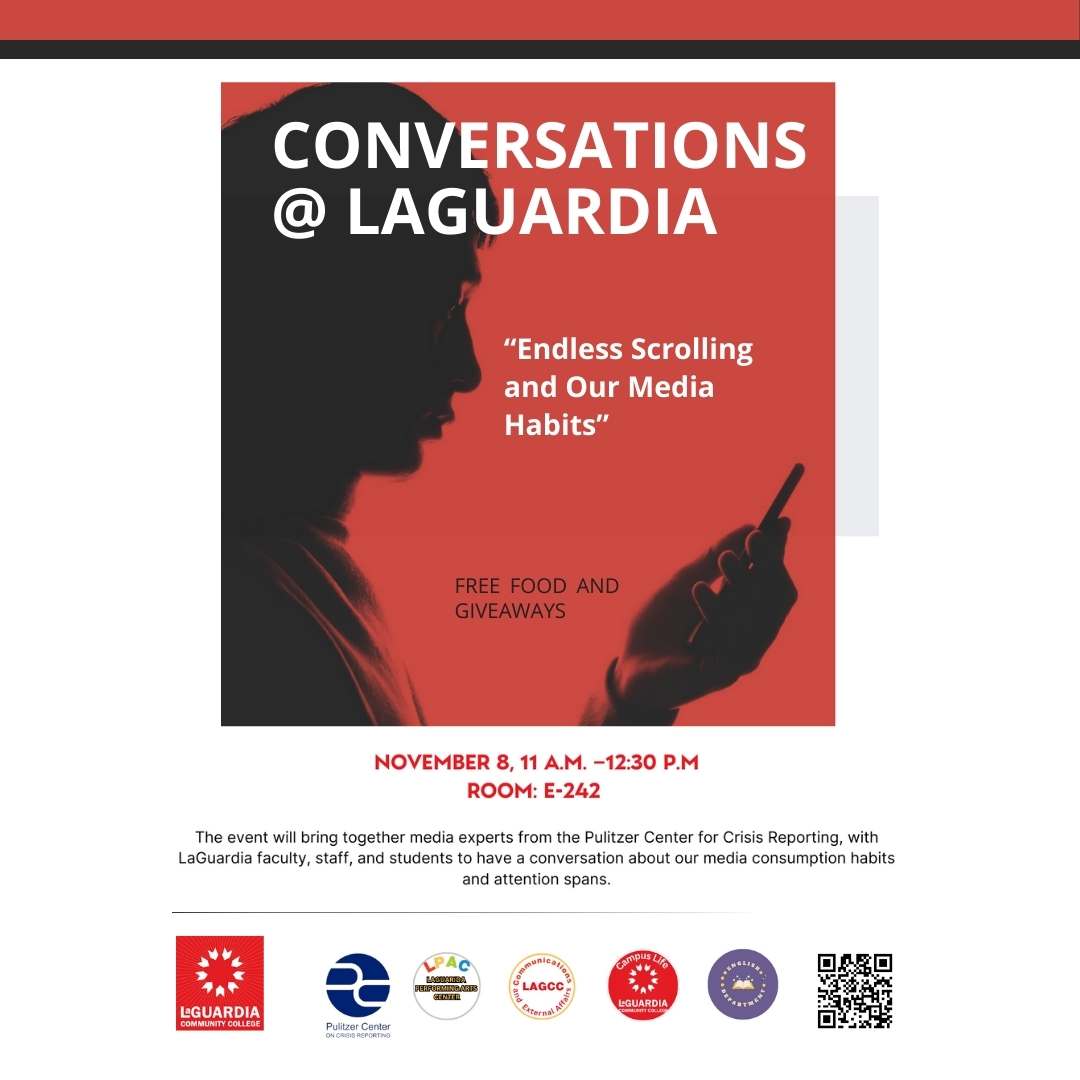 CONVERSATIONS
@ LAGUARDIA
“Endless Scrolling
and Our Media
Habits”
FREE FOOD AND
GIVEAWAYS
NOVEMBER 8, 11 A.M. –12:30 P.M
ROOM: E-242
The event will bring together media experts from the Pulitzer Center for Crisis Reporting, with
LaGuardia faculty, staff, and students to have a conversation about our media consumption habits
and attention spans.
LaGUARDIA
COMMUNITY COLLEGE
Pulitzer Center
ON CRISIS REPORTING
LPAC
LAGUARIDA
PERFORMING ARTS
CENTER
Communications
LAGCC
and External Affairs
Campus Life
LaGUARDIA
COMMUNITY COLLEGE
ENGLISH
DEPARTMENT